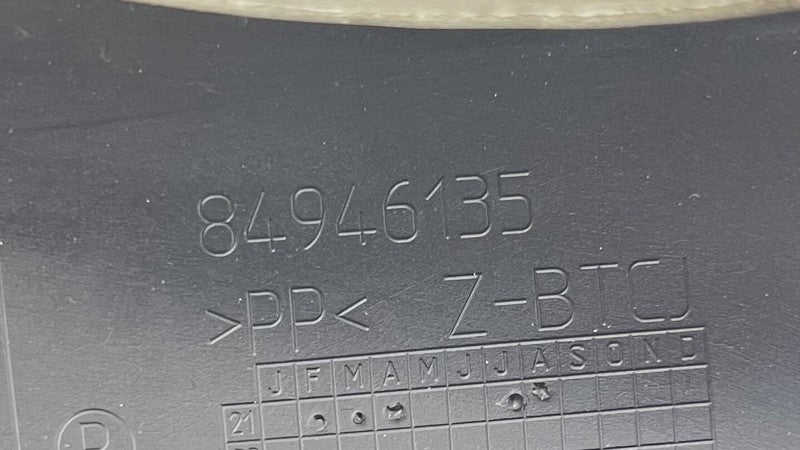 84946135
>PP< Z-BTCJ
J F M A M J J A S O N D
21
R